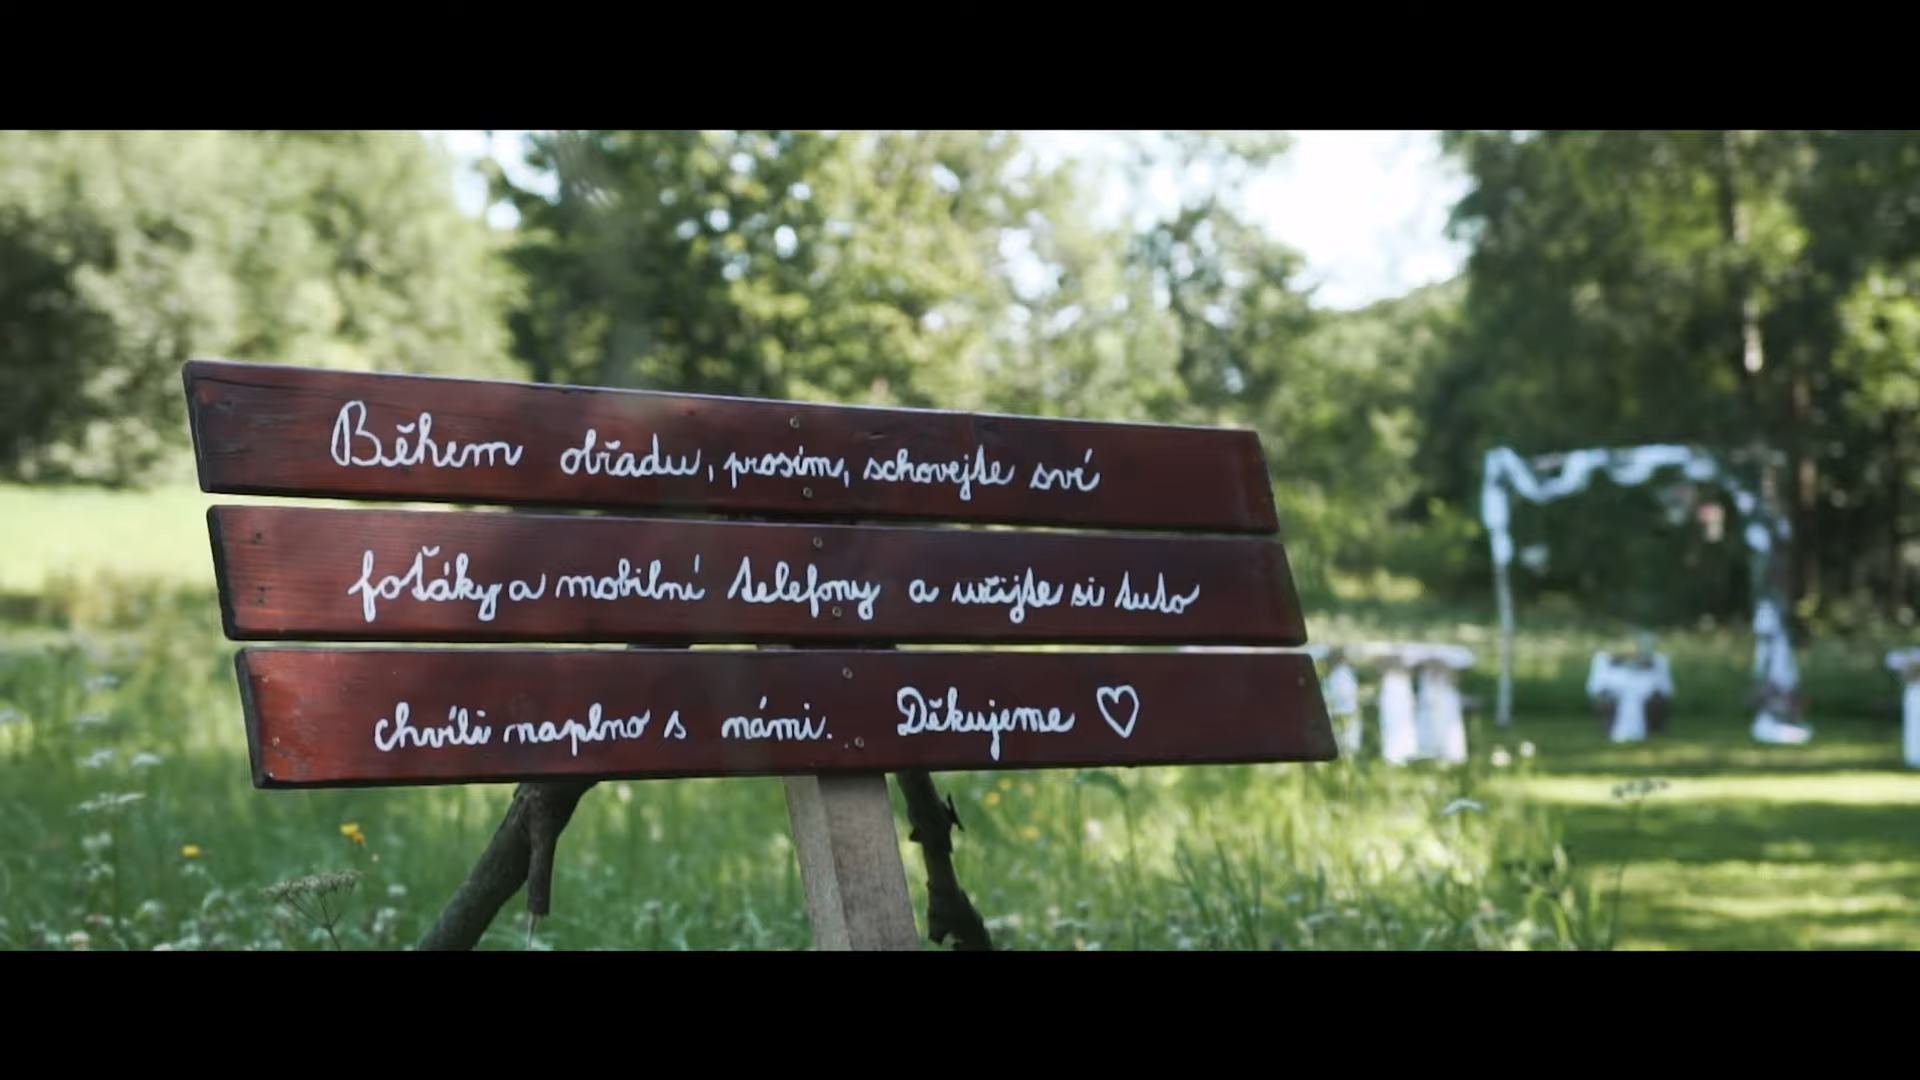 Během obřadu, prosím, schovejte své
foťáky a mobilní telefony a užijte si tuto
chvíli naplno s námi. Děkujeme ♡